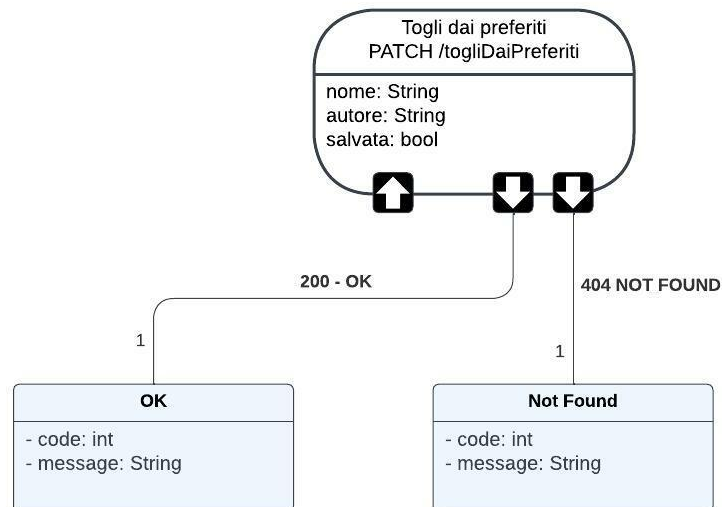 Togli dai preferiti
PATCH /togliDaiPreferiti
nome: String
autore: String
salvata: bool
200 - OK
404 NOT FOUND
1
1
OK
- code: int
- message: String
Not Found
- code: int
- message: String